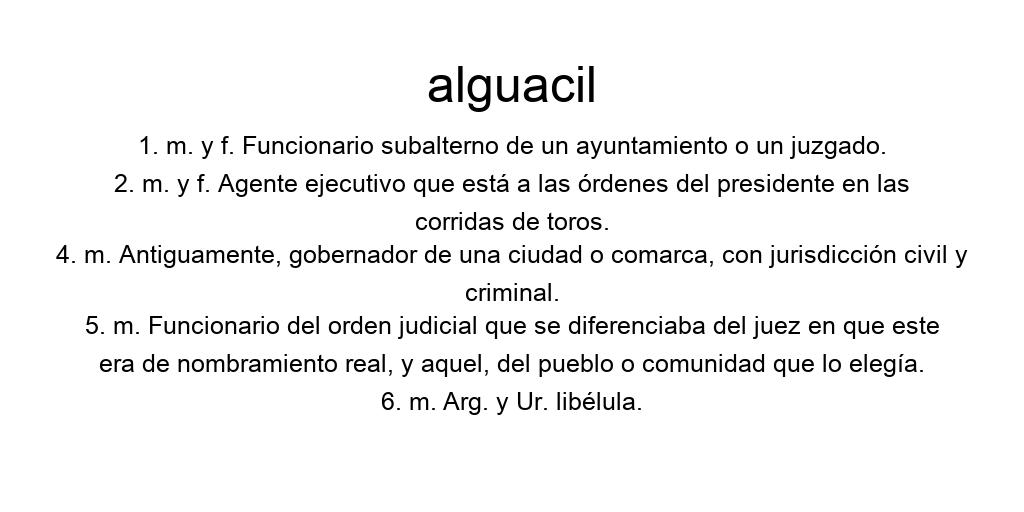 alguacil
1. m. y f. Funcionario subalterno de un ayuntamiento o un juzgado.
2. m. y f. Agente ejecutivo que está a las órdenes del presidente en las
corridas de toros.
4. m. Antiguamente, gobernador de una ciudad o comarca, con jurisdicción civil y
criminal.
5. m. Funcionario del orden judicial que se diferenciaba del juez en que este
era de nombramiento real, y aquel, del pueblo o comunidad que lo elegía.
6. m. Arg. y Ur. libélula.